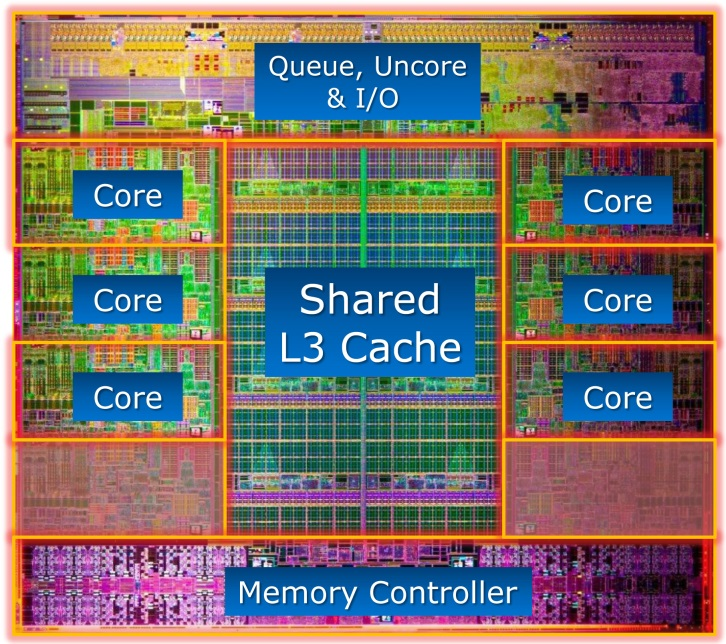 Queue, Uncore
& I/O
Core
Core
Core
Core
Core
Core
Shared
L3 Cache
Memory Controller